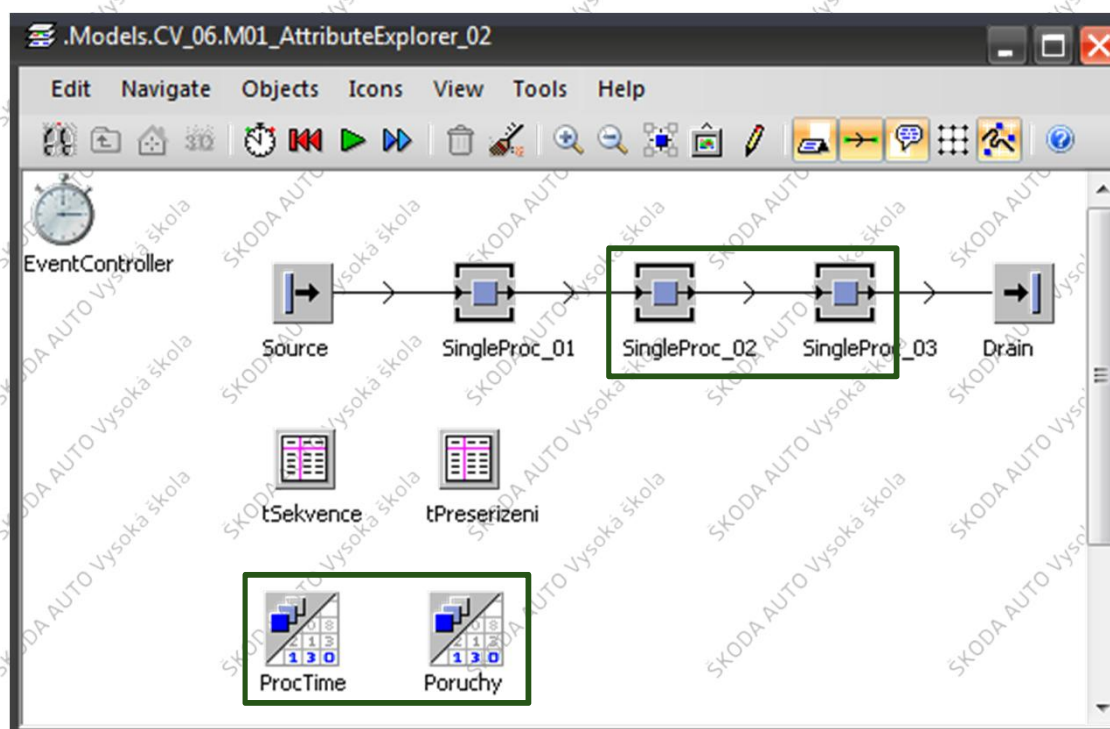 .Models.CV_06.M01_AttributeExplorer_02
Edit Navigate Objects Icons View Tools Help
EventController
Source SingleProc_01 SingleProc_02 SingleProc_03 Drain
tSekvence tPreserizeni
ProcTime Poruchy
ŠKODA AUTO Vysoká škola